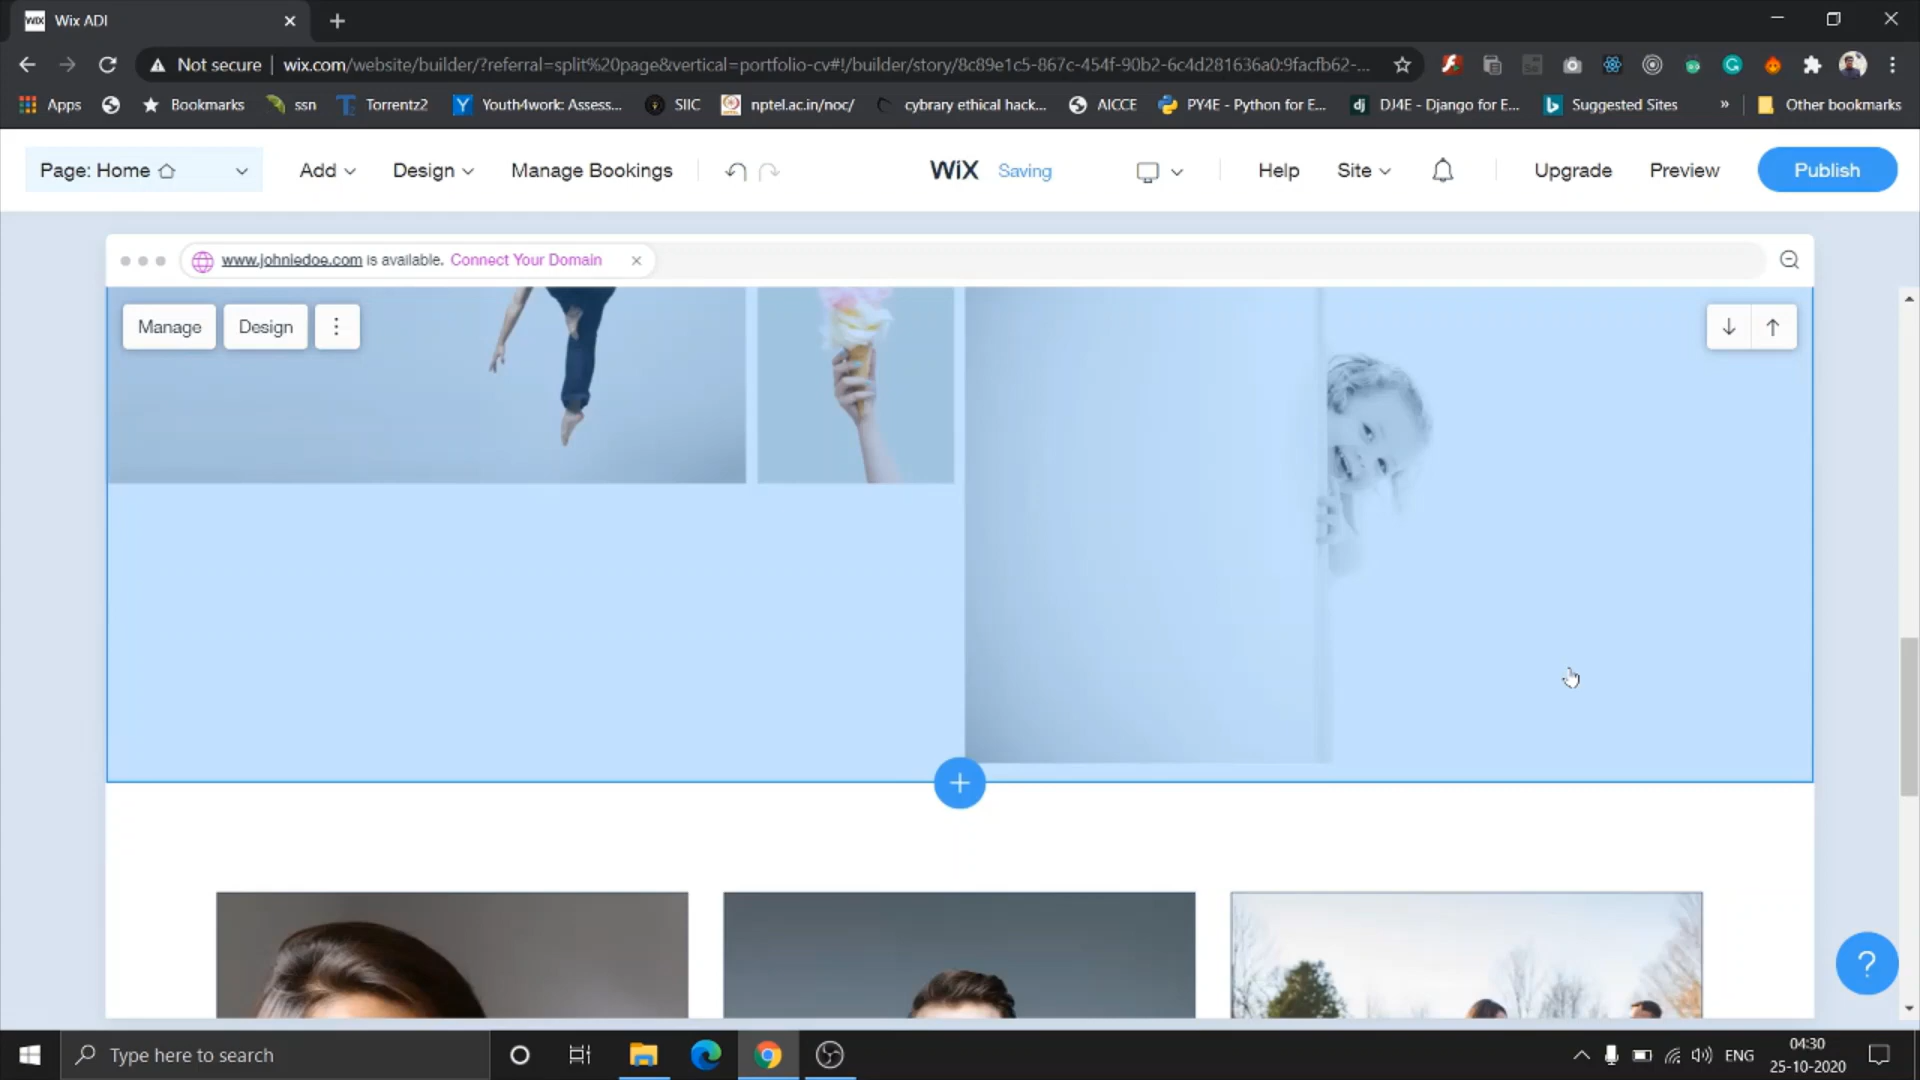 WiX Wix ADI
Not secure wix.com/website/builder/?referral=split%20page&vertical=portfolio-cv#!/builder/story/8c89e1c5-867c-454f-90b2-6c4d281636a0:9facfb62-...
Apps Bookmarks ssn Torrentz2 Y Youth4work: Assess... SIIC nptel.ac.in/noc/ cybrary ethical hack... AICCE PY4E - Python for E... dj DJ4E - Django for E... b Suggested Sites » Other bookmarks
Page: Home Add Design Manage Bookings WiX Saving Help Site Upgrade Preview Publish
www.johniedoe.com is available. Connect Your Domain
Manage Design
?
Type here to search ENG 04:30
25-10-2020